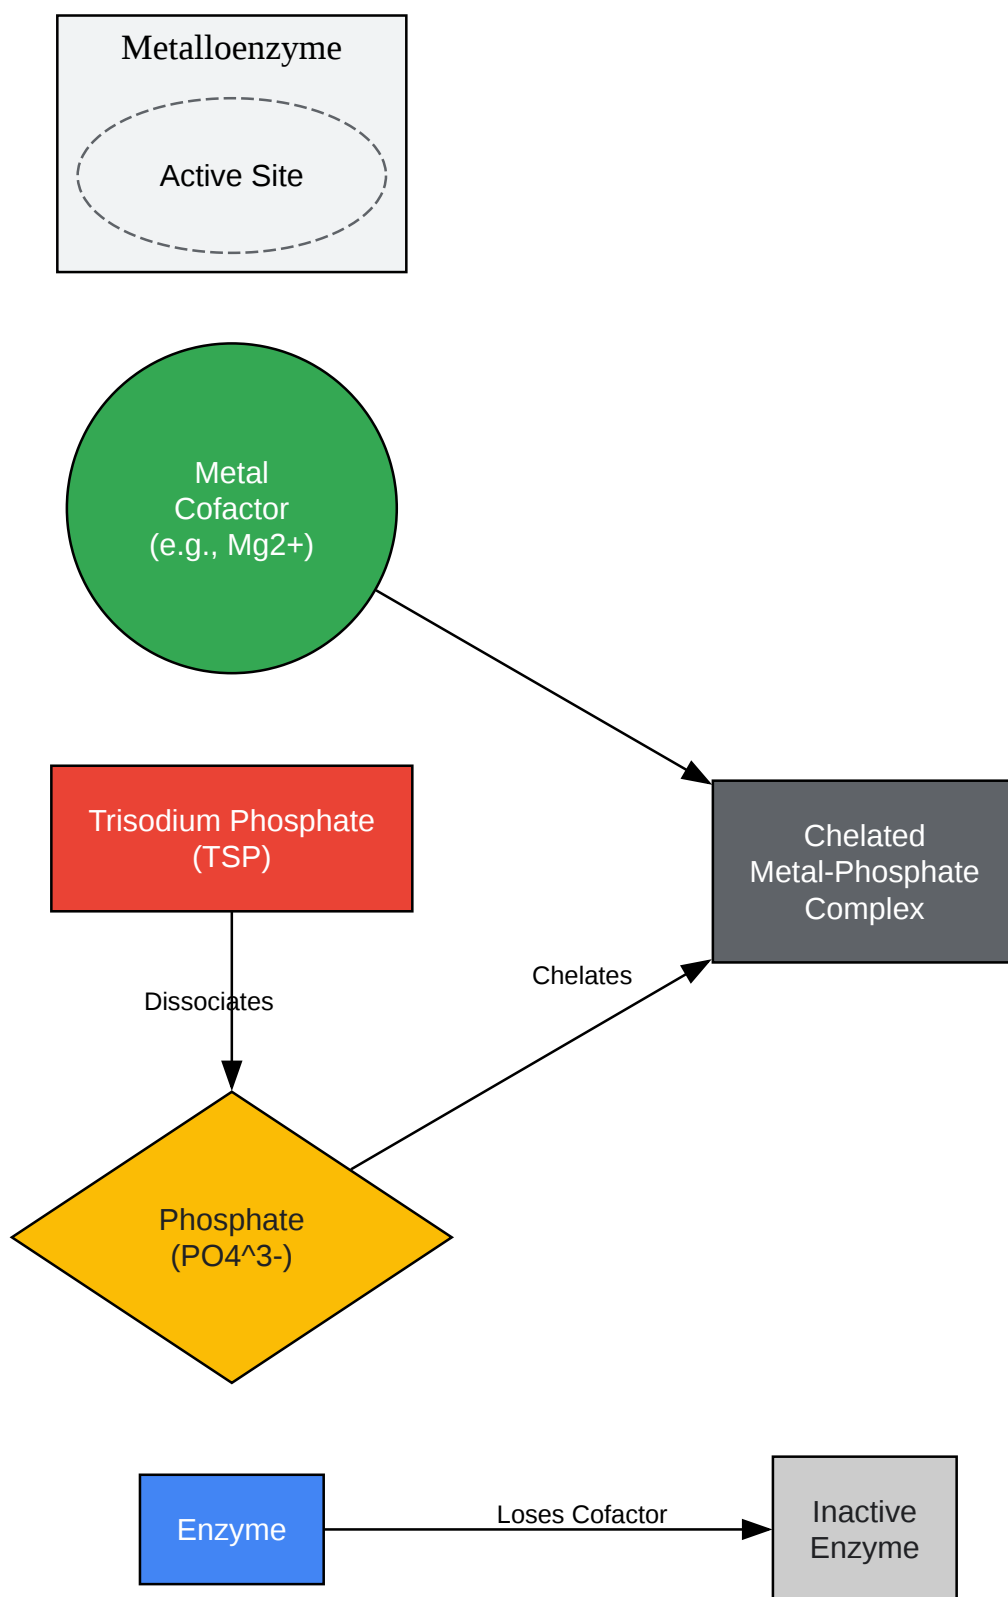 Metalloenzyme
Active Site
Metal
Cofactor
(e.g., Mg2+)
Trisodium Phosphate
(TSP)
Chelated
Metal-Phosphate
Complex
Chelates
Dissociates
Phosphate
(PO4^3-)
Enzyme
Loses Cofactor
Inactive
Enzyme